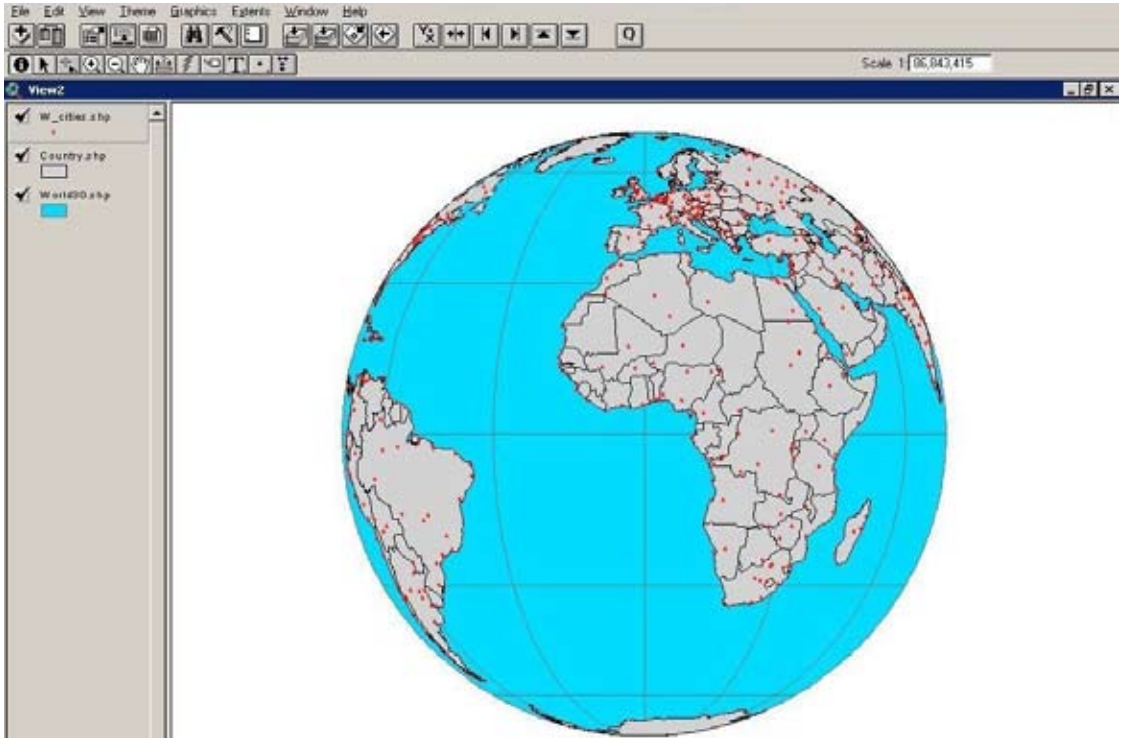 File Edit View Theme Graphics Extents Window Help
Q
T
Scale 1: 86,843,415
View2
W_cities.shp
Country.shp
World30.shp